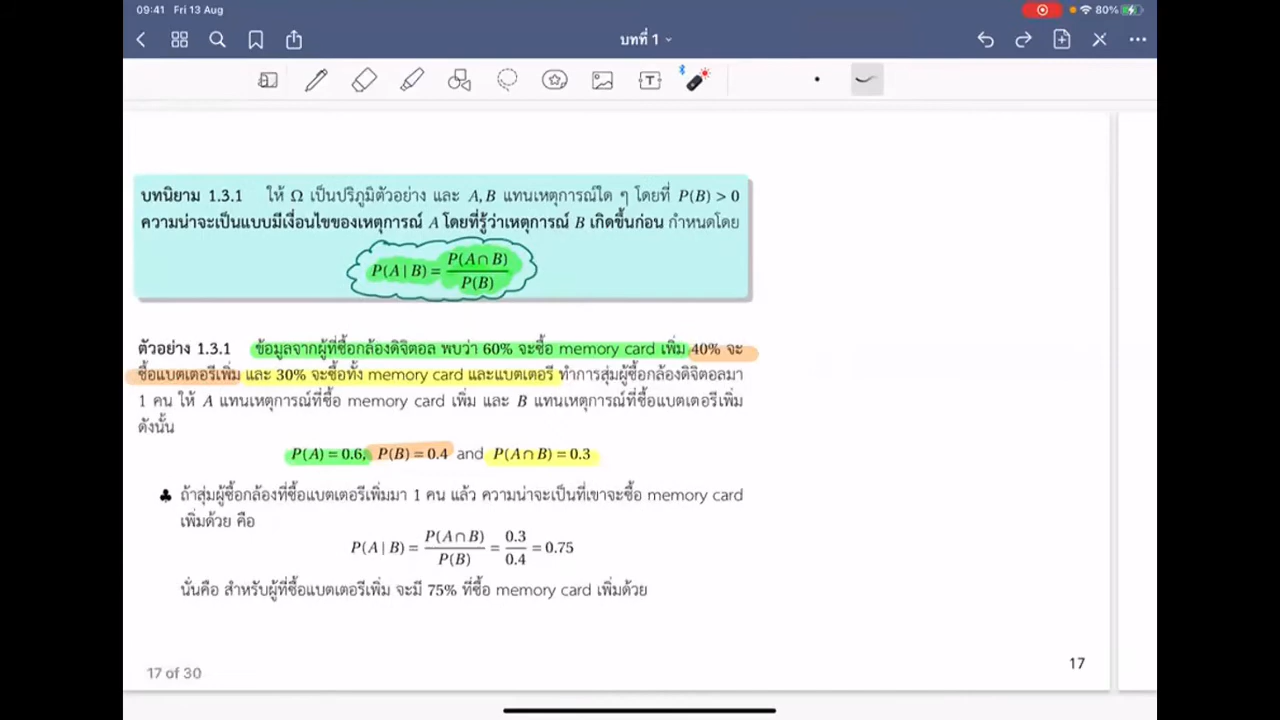 09:41 Fri 13 Aug
80%
บทที่ 1
บทนิยาม 1.3.1 ให้ Ω เป็นปริภูมิตัวอย่าง และ A, B แทนเหตุการณ์ใด ๆ โดยที่ P(B) > 0
ความน่าจะเป็นแบบมีเงื่อนไขของเหตุการณ์ A โดยที่รู้ว่าเหตุการณ์ B เกิดขึ้นก่อน กำหนดโดย
P(A | B) = P(A∩B) / P(B)
ตัวอย่าง 1.3.1 ข้อมูลจากผู้ที่ซื้อกล้องดิจิตอล พบว่า 60% จะซื้อ memory card เพิ่ม 40% จะ
ซื้อแบตเตอรีเพิ่ม และ 30% จะซื้อทั้ง memory card และแบตเตอรี ทำการสุ่มผู้ซื้อกล้องดิจิตอลมา
1 คน ให้ A แทนเหตุการณ์ที่ซื้อ memory card เพิ่ม และ B แทนเหตุการณ์ที่ซื้อแบตเตอรีเพิ่ม
ดังนั้น
P(A) = 0.6, P(B) = 0.4 and P(A∩B) = 0.3
♣ ถ้าสุ่มผู้ซื้อกล้องที่ซื้อแบตเตอรีเพิ่มมา 1 คน แล้ว ความน่าจะเป็นที่เขาจะซื้อ memory card
เพิ่มด้วย คือ
P(A | B) = P(A∩B) / P(B) = 0.3 / 0.4 = 0.75
นั่นคือ สำหรับผู้ที่ซื้อแบตเตอรีเพิ่ม จะมี 75% ที่ซื้อ memory card เพิ่มด้วย
17
17 of 30